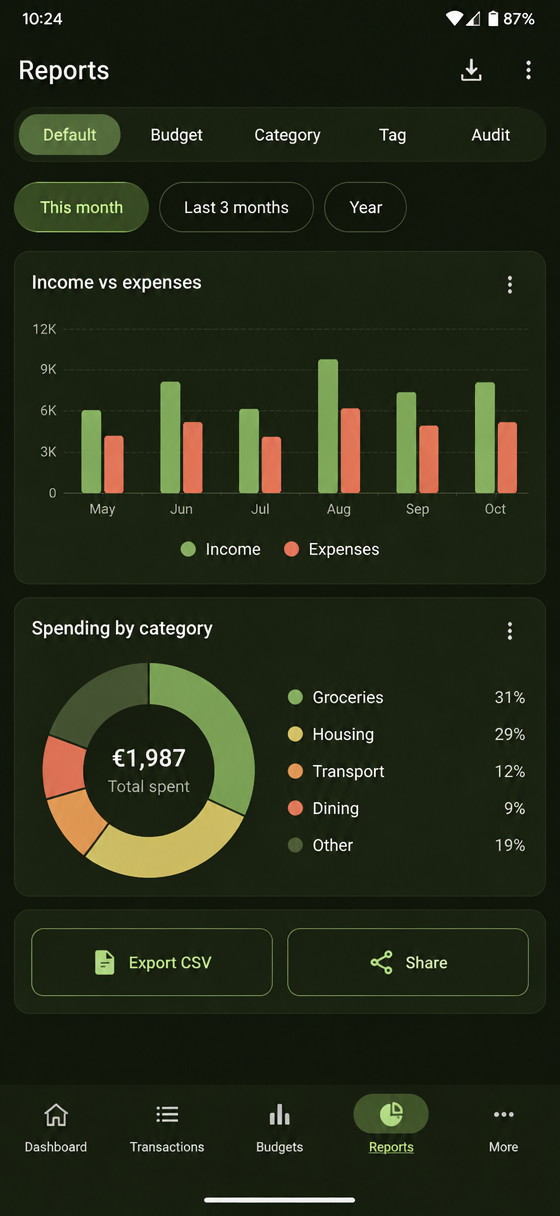 10:24 87%
Reports
Default Budget Category Tag Audit
This month Last 3 months Year
Income vs expenses
12K
9K
6K
3K
0
May Jun Jul Aug Sep Oct
Income Expenses
Spending by category
€1,987
Total spent
Groceries 31%
Housing 29%
Transport 12%
Dining 9%
Other 19%
Export CSV Share
Dashboard Transactions Budgets Reports More